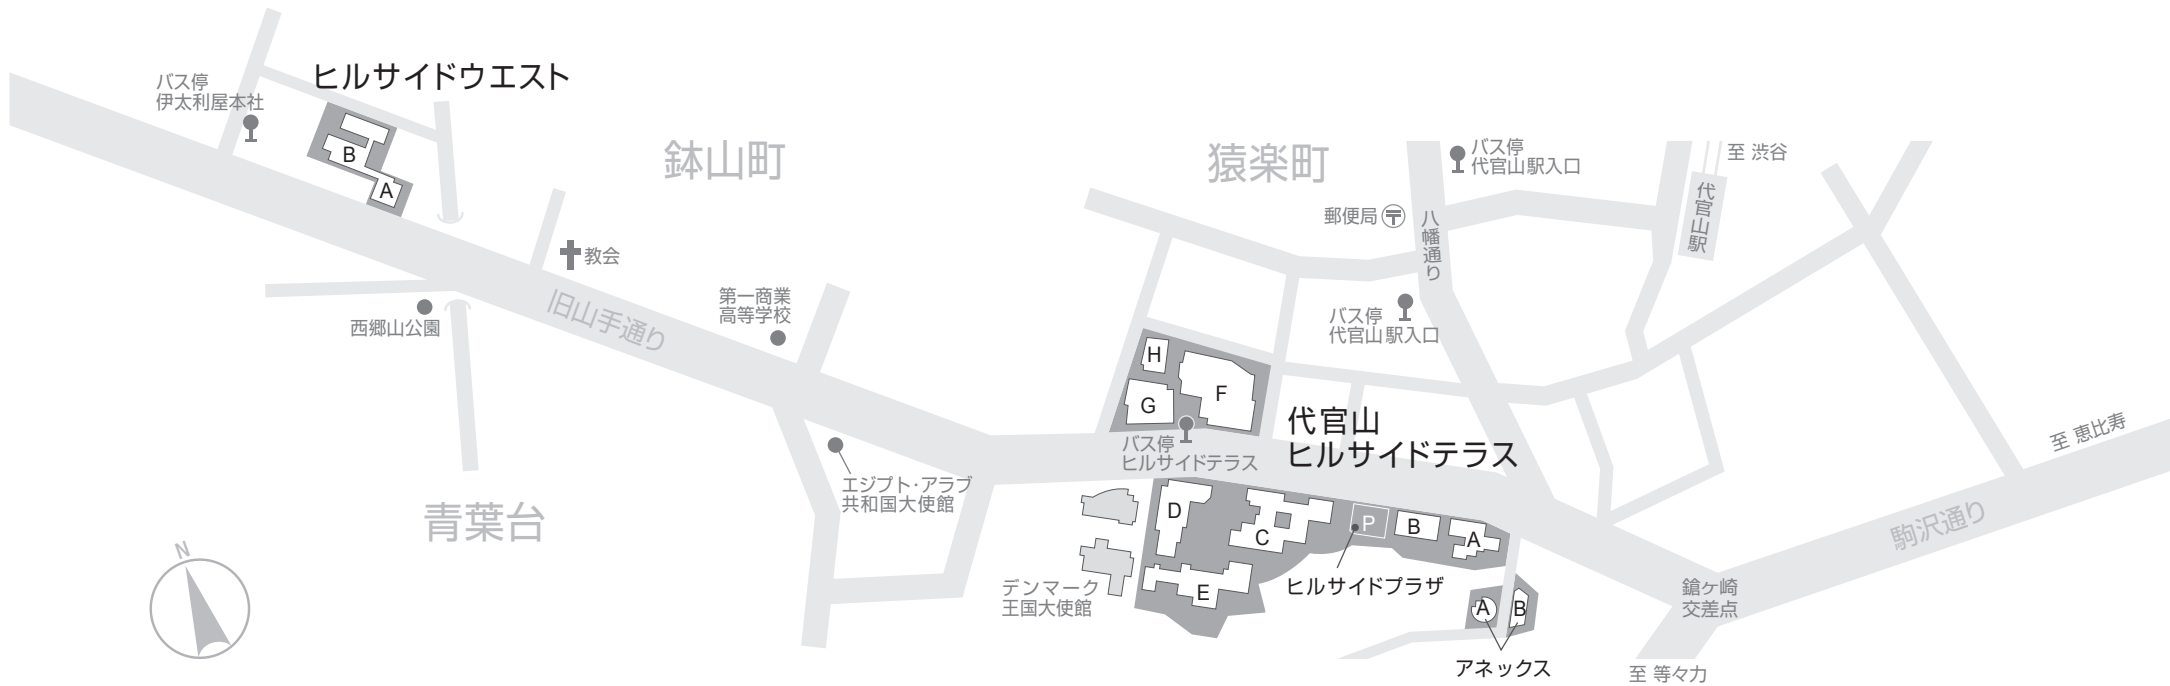 ヒルサイドウエスト
バス停
伊太利屋本社
B
A
鉢山町
教会
旧山手通り
西郷山公園
第一商業
高等学校
青葉台
エジプト・アラブ
共和国大使館
N
猿楽町
バス停
代官山駅入口
至 渋谷
代官山駅
郵便局
八幡通り
バス停
代官山駅入口
H
F
G
代官山
ヒルサイドテラス
バス停
ヒルサイドテラス
D
C
P
B
A
E
ヒルサイドプラザ
デンマーク
王国大使館
A
B
アネックス
至 恵比寿
駒沢通り
鎗ヶ崎
交差点
至 等々力